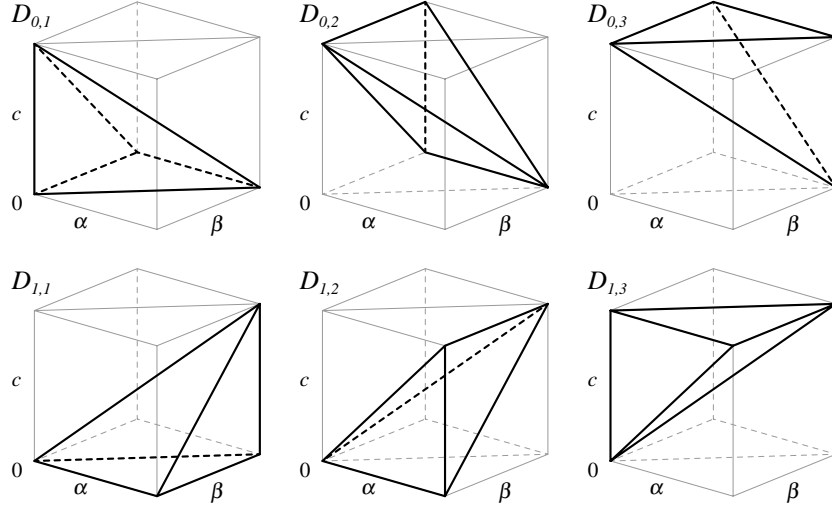 D0,1 D0,2 D0,3
c c c
0 α β 0 α β 0 α β
D1,1 D1,2 D1,3
c c c
0 α β 0 α β 0 α β